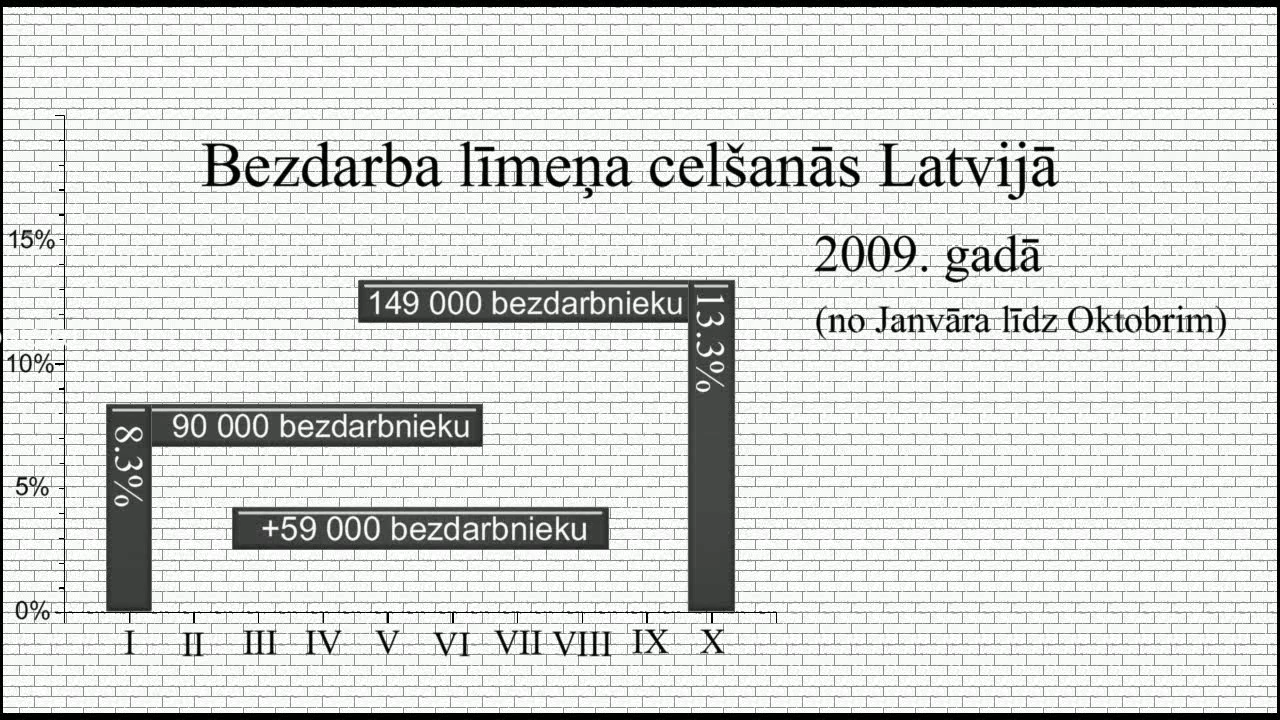 Bezdarba līmeņa celšanās Latvijā
2009. gadā
(no Janvāra līdz Oktobrim)
15%
10%
5%
0%
149 000 bezdarbnieku
13.3%
90 000 bezdarbnieku
8.3%
+59 000 bezdarbnieku
I II III IV V VI VII VIII IX X